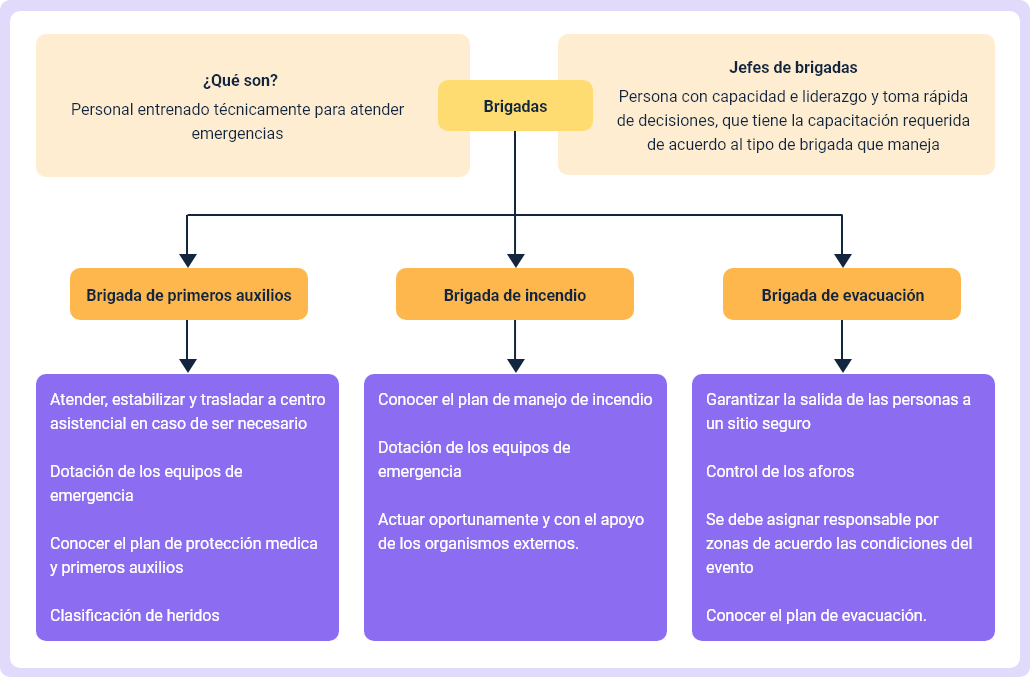 ¿Qué son?
Personal entrenado técnicamente para atender
emergencias
Brigadas
Jefes de brigadas
Persona con capacidad e liderazgo y toma rápida
de decisiones, que tiene la capacitación requerida
de acuerdo al tipo de brigada que maneja
Brigada de primeros auxilios
Brigada de incendio
Brigada de evacuación
Atender, estabilizar y trasladar a centro
asistencial en caso de ser necesario
Dotación de los equipos de
emergencia
Conocer el plan de protección medica
y primeros auxilios
Clasificación de heridos
Conocer el plan de manejo de incendio
Dotación de los equipos de
emergencia
Actuar oportunamente y con el apoyo
de los organismos externos.
Garantizar la salida de las personas a
un sitio seguro
Control de los aforos
Se debe asignar responsable por
zonas de acuerdo las condiciones del
evento
Conocer el plan de evacuación.